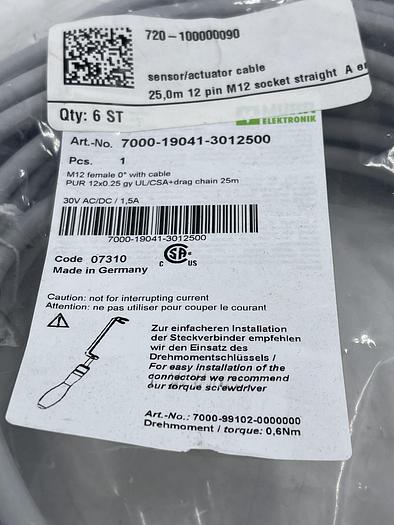 720-100000090
sensor/actuator cable
25,0m 12 pin M12 socket straight A
Qty: 6 ST
ELEKTRONIK
Art.-No. 7000-19041-3012500
Pcs. 1
M12 female 0° with cable
PUR 12x0.25 gy UL/CSA+drag chain 25m
30V AC/DC / 1,5A
7000-19041-3012500
Code 07310
Made in Germany
C US
Caution: not for interrupting current
Attention: ne pas utiliser pour couper le courant
Zur einfacheren Installation
der Steckverbinder empfehlen
wir den Einsatz des
Drehmomentschlüssels /
For easy installation of the
connectors we recommend
our torque screwdriver
Art.-No.: 7000-99102-0000000
Drehmoment / torque: 0,6Nm